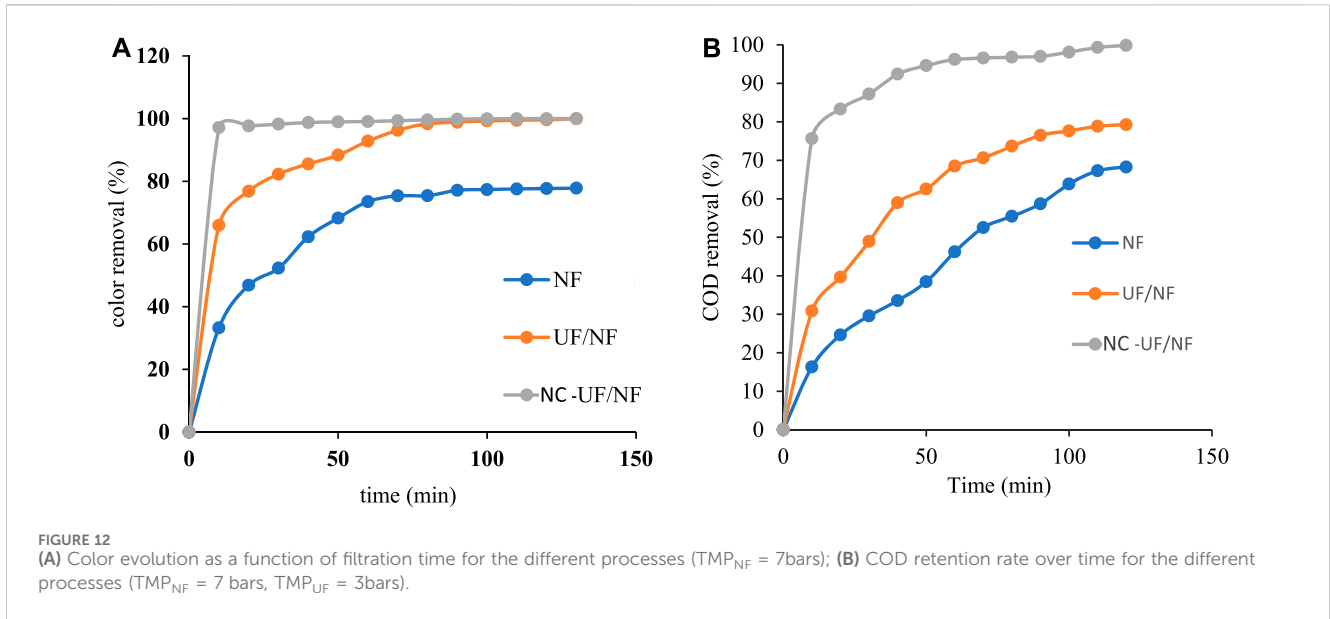 A
120
100
80
60
40
20
0
0
50
100
150
color removal (%)
time (min)
NF
UF/NF
NC -UF/NF
B
100
90
80
70
60
50
40
30
20
10
0
0
50
100
150
COD removal (%)
Time (min)
NF
UF/NF
NC -UF/NF
FIGURE 12
(A) Color evolution as a function of filtration time for the different processes (TMPNF = 7bars); (B) COD retention rate over time for the different
processes (TMPNF = 7 bars, TMPUF = 3bars).